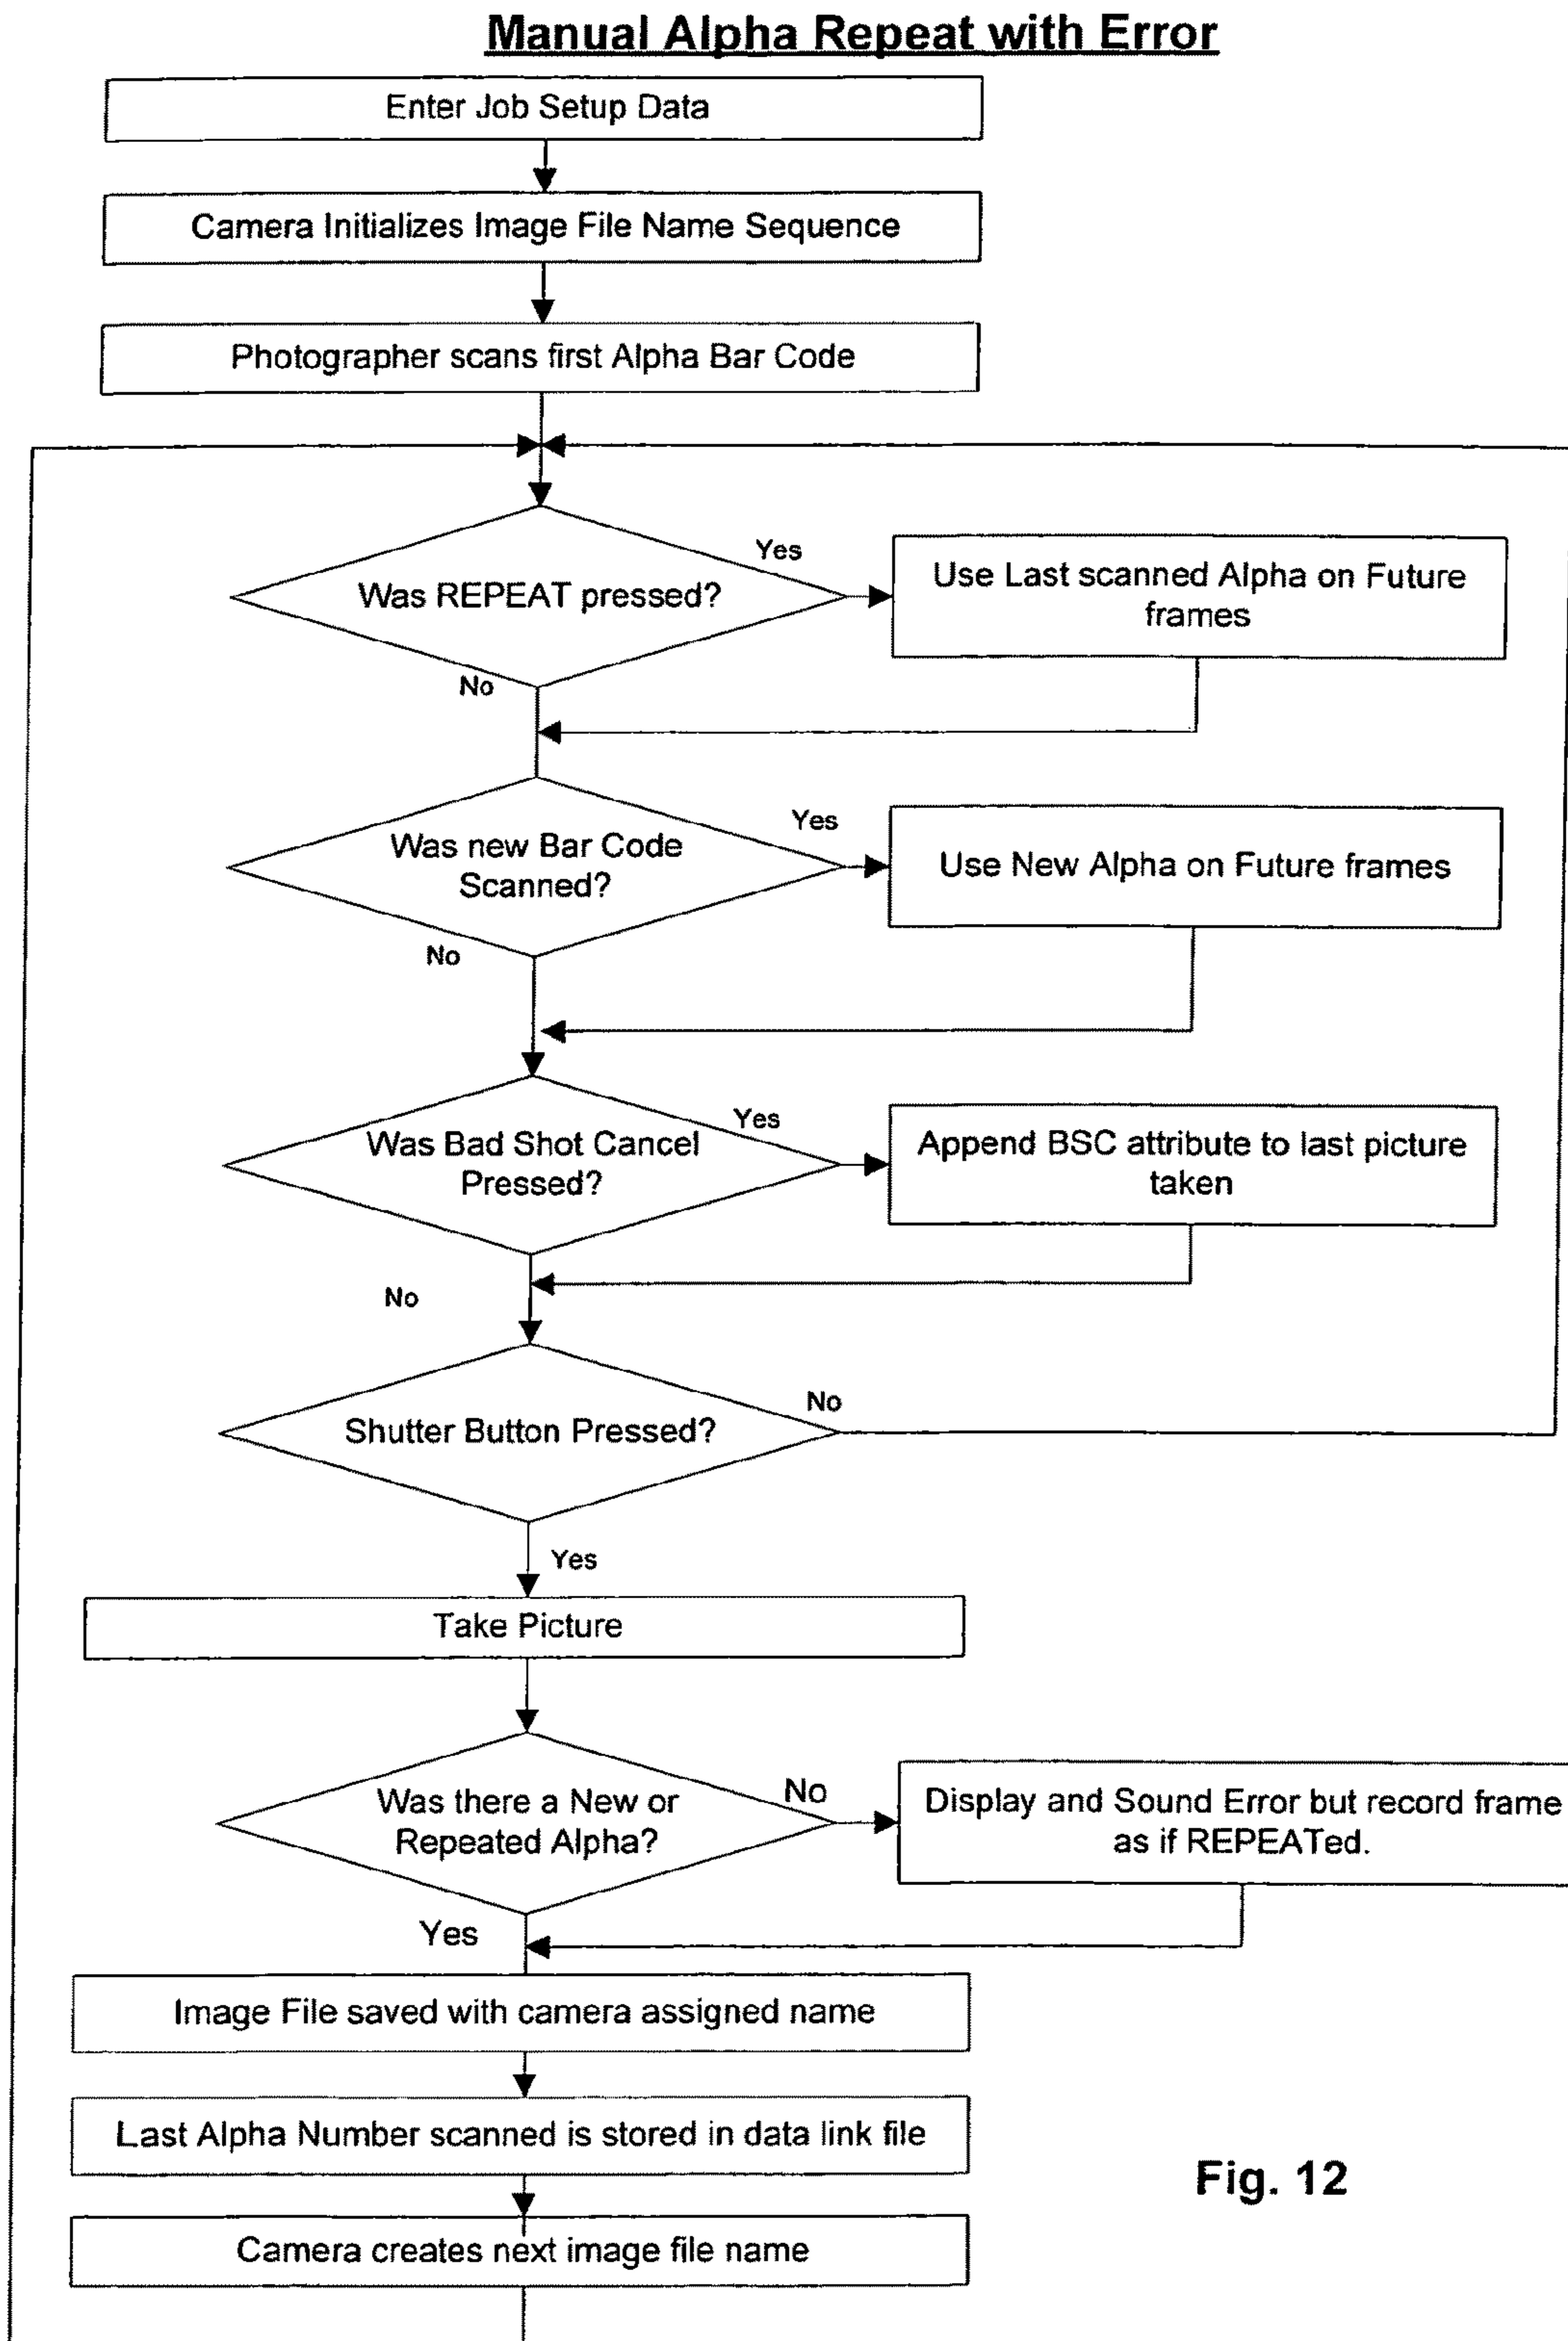 Manual Alpha Repeat with Error
Enter Job Setup Data
Camera Initializes Image File Name Sequence
Photographer scans first Alpha Bar Code
Was REPEAT pressed?
Yes
Use Last scanned Alpha on Future
frames
No
Was new Bar Code
Scanned?
Yes
Use New Alpha on Future frames
No
Was Bad Shot Cancel
Pressed?
Yes
Append BSC attribute to last picture
taken
No
Shutter Button Pressed?
No
Yes
Take Picture
Was there a New or
Repeated Alpha?
No
Display and Sound Error but record frame
as if REPEATed.
Yes
Image File saved with camera assigned name
Last Alpha Number scanned is stored in data link file
Camera creates next image file name
Fig. 12